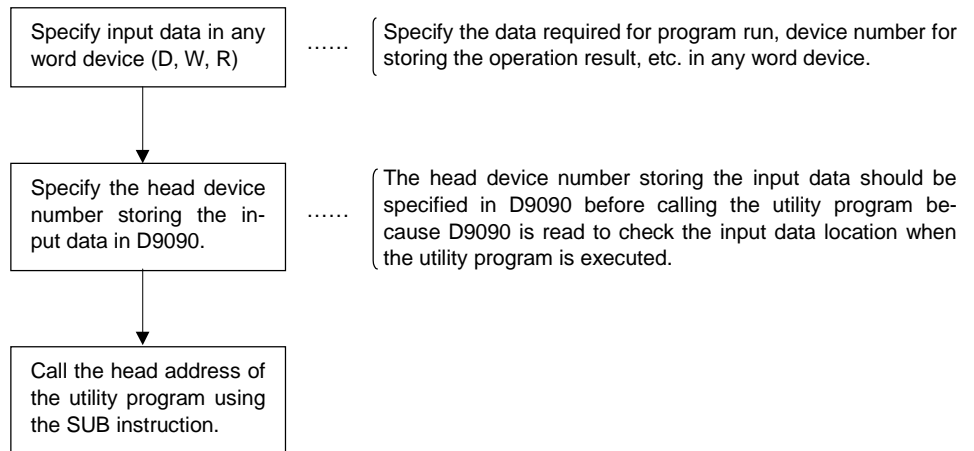 Specify input data in any
word device (D, W, R)
......
Specify the data required for program run, device number for
storing the operation result, etc. in any word device.
Specify the head device
number storing the in-
put data in D9090.
......
The head device number storing the input data should be
specified in D9090 before calling the utility program be-
cause D9090 is read to check the input data location when
the utility program is executed.
Call the head address of
the utility program using
the SUB instruction.